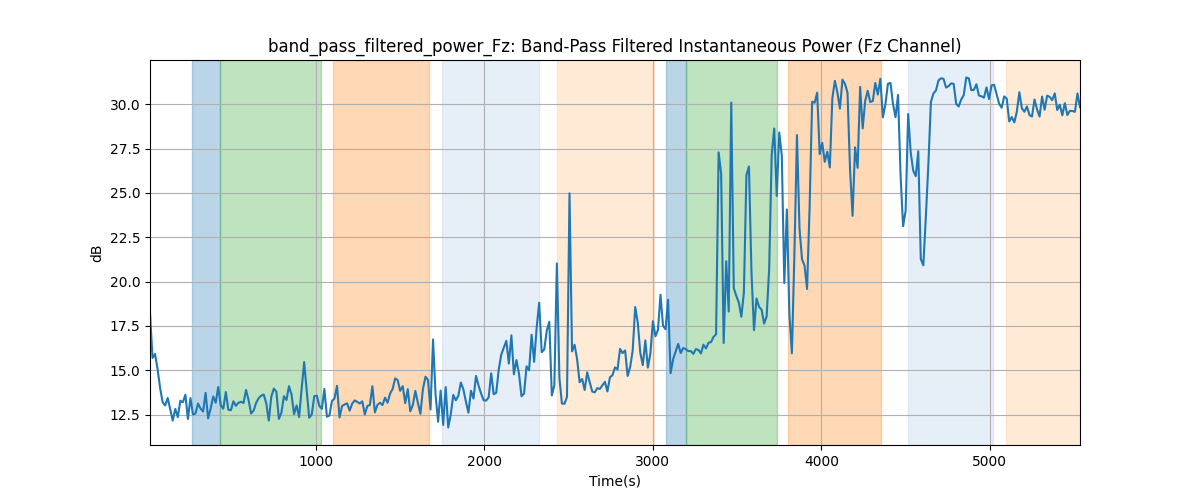 band_pass_filtered_power_Fz: Band-Pass Filtered Instantaneous Power (Fz Channel)
30.0
27.5
25.0
22.5
20.0
17.5
15.0
12.5
dB
1000 2000 3000 4000 5000
Time(s)